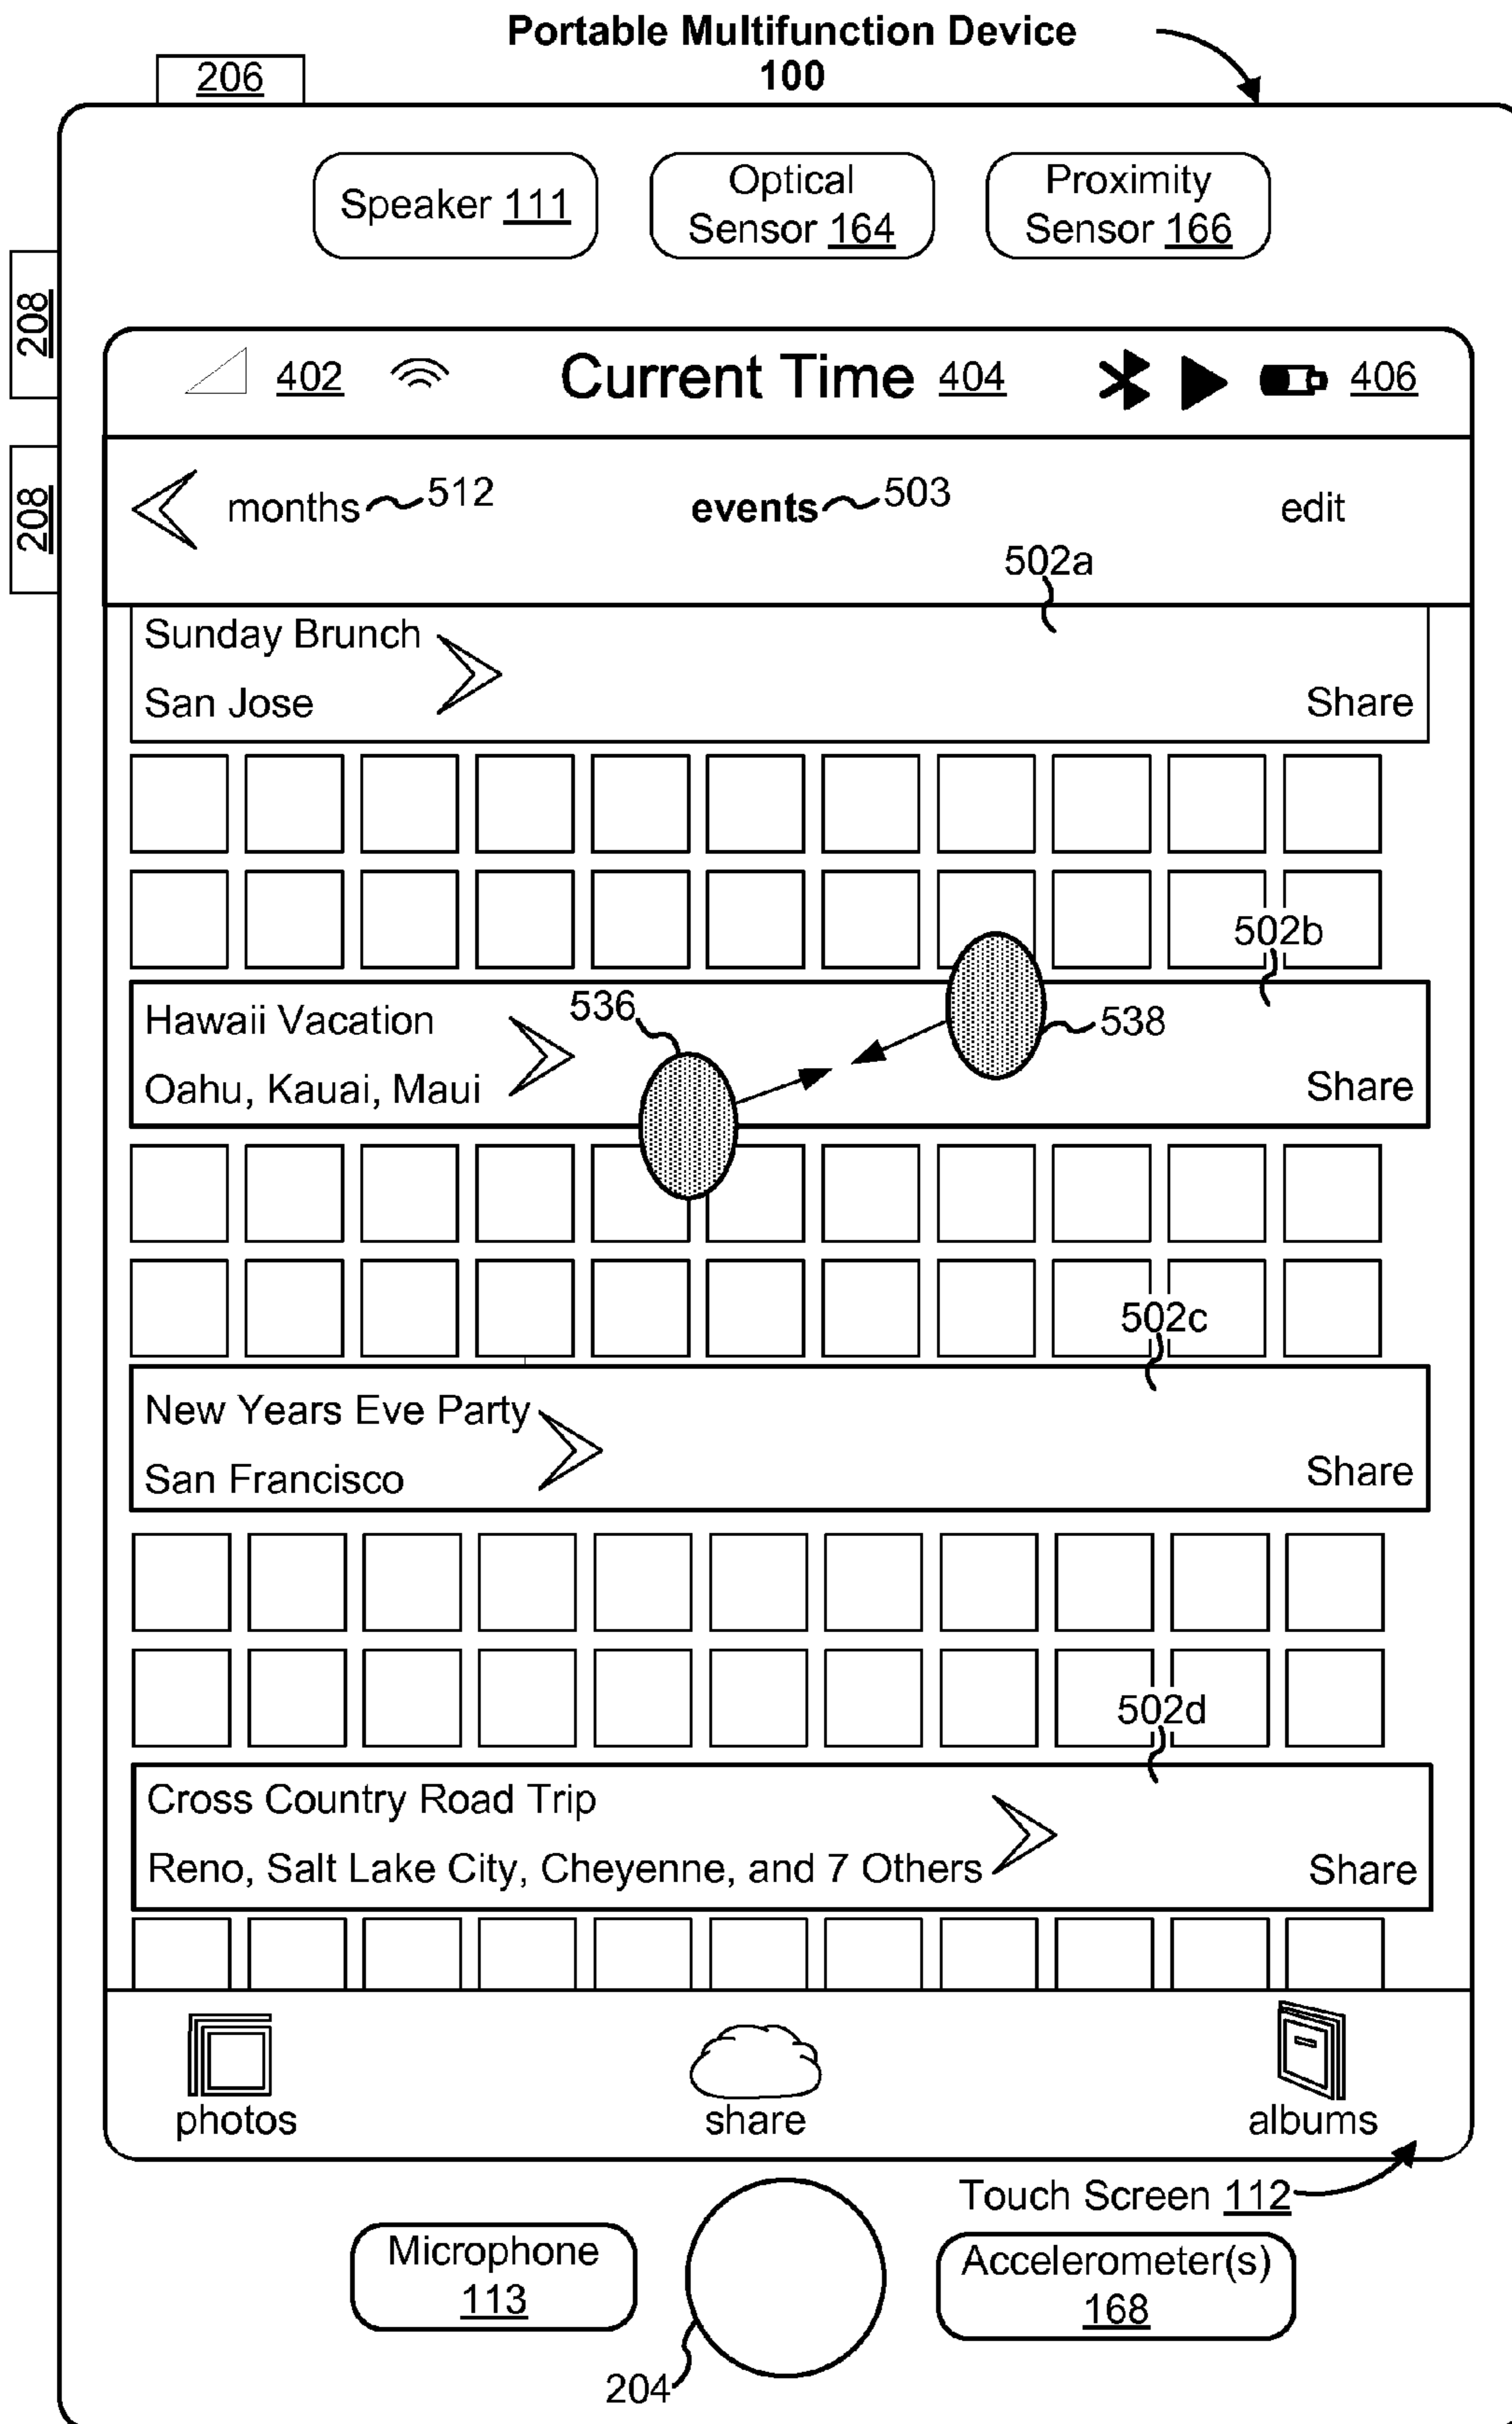 Portable Multifunction Device
100
206
Speaker 111
Optical
Sensor 164
Proximity
Sensor 166
208
208
402
Current Time 404
406
months 512
events 503
edit
502a
Sunday Brunch
San Jose
Share
502b
Hawaii Vacation
536
538
Oahu, Kauai, Maui
Share
502c
New Years Eve Party
San Francisco
Share
502d
Cross Country Road Trip
Reno, Salt Lake City, Cheyenne, and 7 Others
Share
photos
share
albums
Touch Screen 112
Microphone
113
Accelerometer(s)
168
204